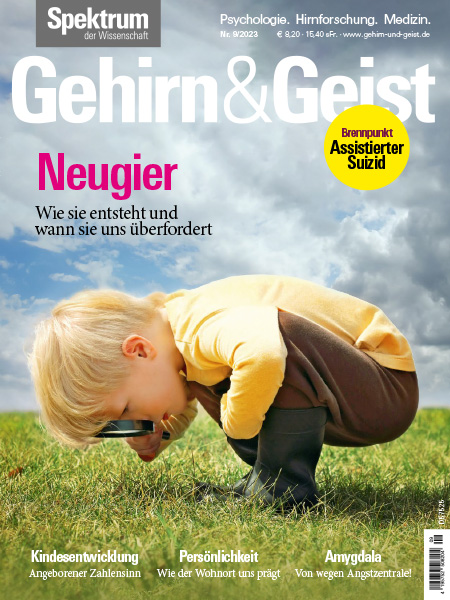 Spektrum
der Wissenschaft
Psychologie. Hirnforschung. Medizin.
Nr. 9/2023 € 9,20 · 15,40 sFr. · www.gehirn-und-geist.de
Gehirn&Geist
Brennpunkt
Assistierter
Suizid
Neugier
Wie sie entsteht und
wann sie uns überfordert
Kindesentwicklung
Angeborener Zahlensinn
Persönlichkeit
Wie der Wohnort uns prägt
Amygdala
Von wegen Angstzentrale!
09